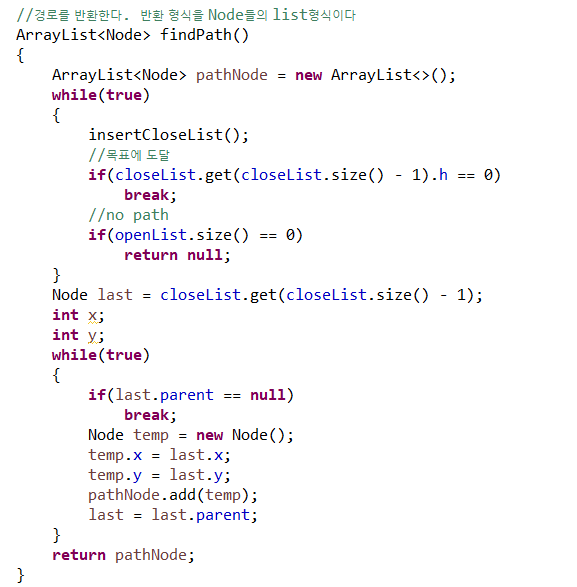 //경로를 반환한다. 반환 형식을 Node들의 list형식이다
ArrayList<Node> findPath()
{
    ArrayList<Node> pathNode = new ArrayList<>();
    while(true)
    {
        insertCloseList();
        //목표에 도달
        if(closeList.get(closeList.size() - 1).h == 0)
            break;
        //no path
        if(openList.size() == 0)
            return null;
    }
    Node last = closeList.get(closeList.size() - 1);
    int x;
    int y;
    while(true)
    {
        if(last.parent == null)
            break;
        Node temp = new Node();
        temp.x = last.x;
        temp.y = last.y;
        pathNode.add(temp);
        last = last.parent;
    }
    return pathNode;
}